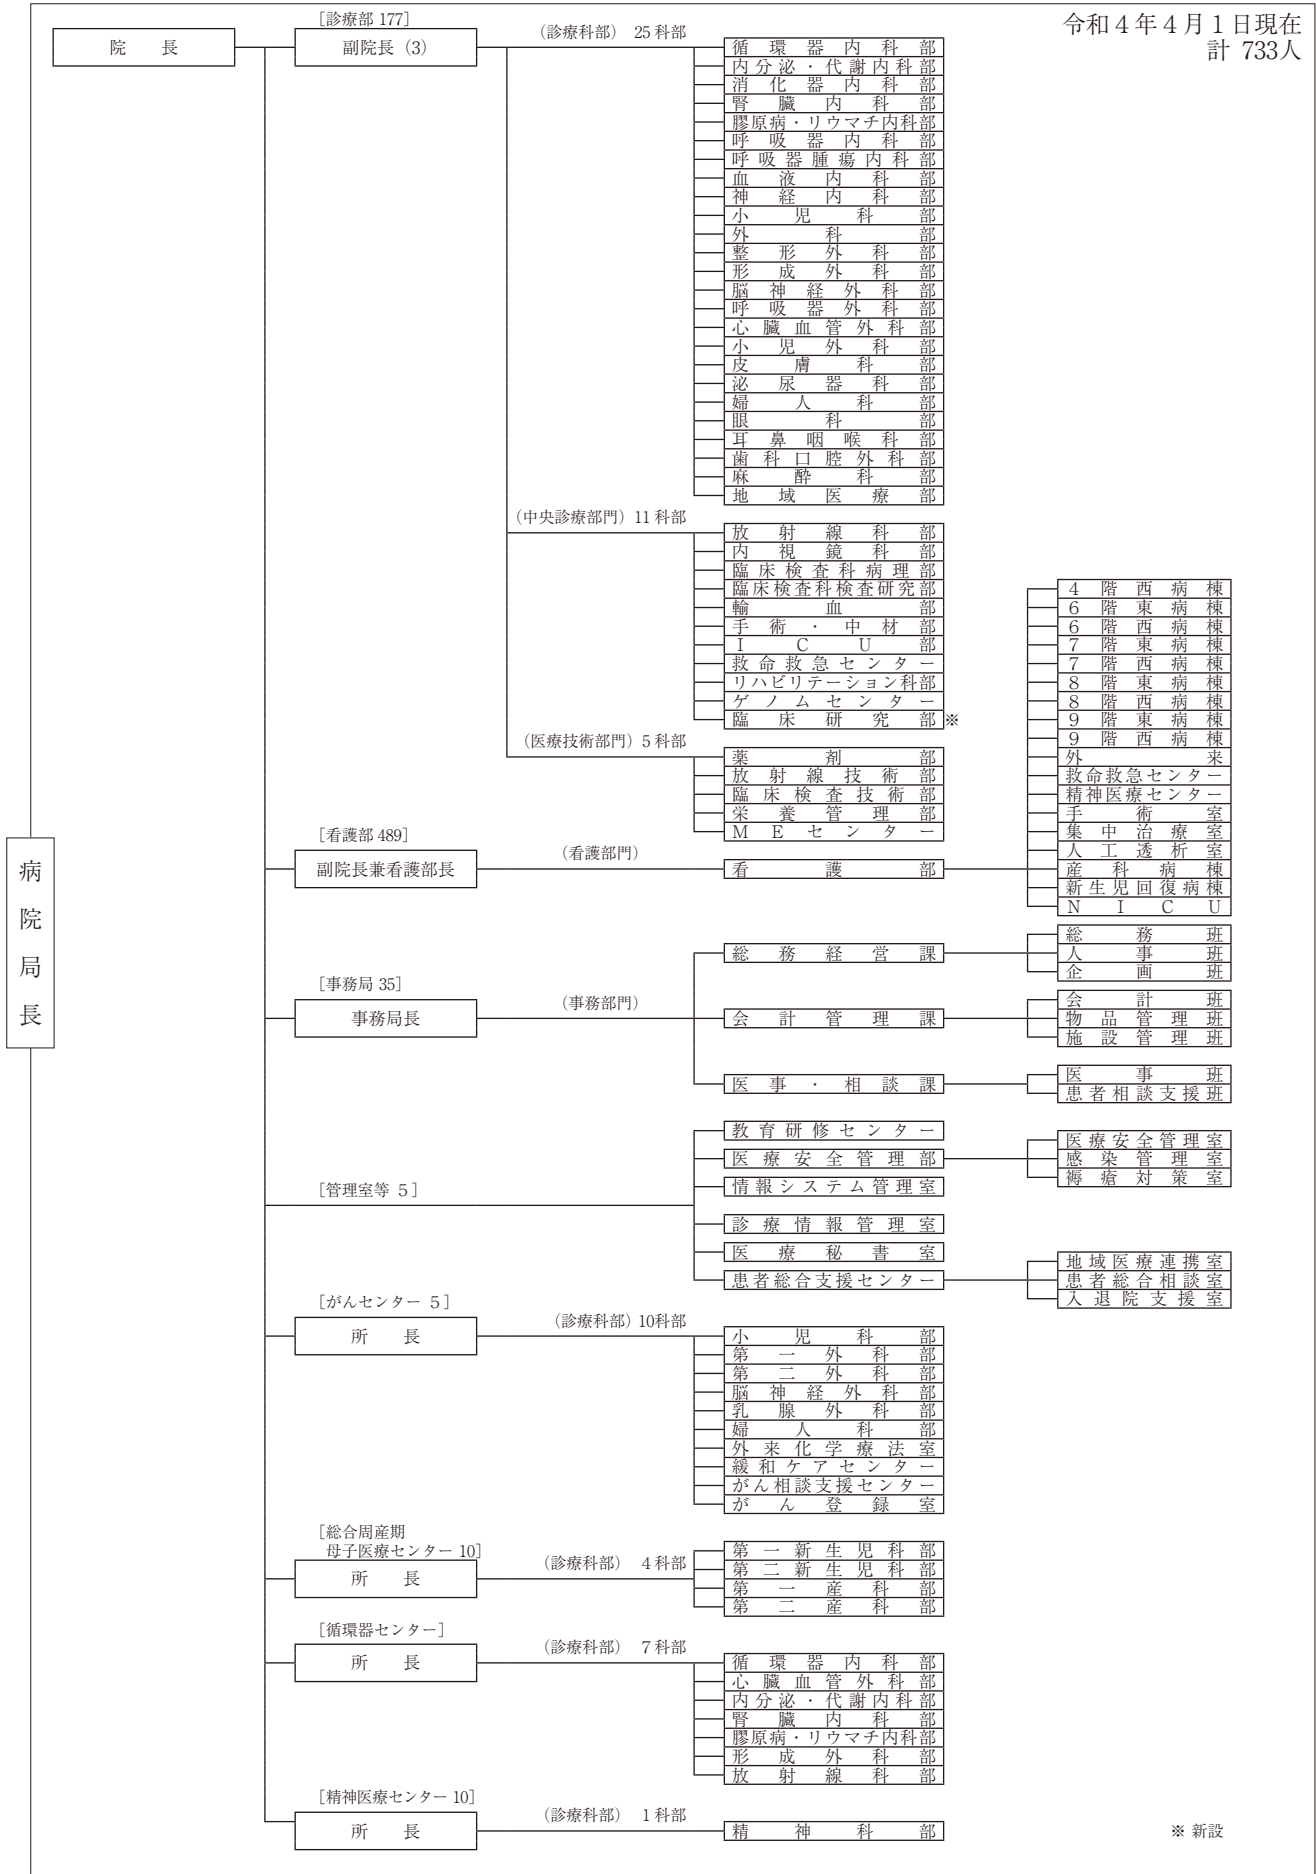 令和４年４月１日現在
計 733人
病院局長
院長
［診療部 177］
副院長（3）
（診療科部） 25科部
循環器内科部
内分泌・代謝内科部
消化器内科部
腎臓内科部
膠原病・リウマチ内科部
呼吸器内科部
呼吸器腫瘍内科部
血液内科部
神経内科部
小児科部
外科部
整形外科部
形成外科部
脳神経外科部
呼吸器外科部
心臓血管外科部
小児外科部
皮膚科部
泌尿器科部
婦人科部
眼科部
耳鼻咽喉科部
歯科口腔外科部
麻酔科部
地域医療部
（中央診療部門）11科部
放射線科部
内視鏡科部
臨床検査科病理部
臨床検査科検査研究部
輸血部
手術・中材部
ＩＣＵ部
救命救急センター
リハビリテーション科部
ゲノムセンター
臨床研究部※
（医療技術部門）5科部
薬剤部
放射線技術部
臨床検査技術部
栄養管理部
ＭＥセンター
［看護部 489］
副院長兼看護部長
（看護部門）
看護部
４階西病棟
６階東病棟
６階西病棟
７階東病棟
７階西病棟
８階東病棟
８階西病棟
９階東病棟
９階西病棟
外来
救命救急センター
精神医療センター
手術室
集中治療室
人工透析室
産科病棟
新生児回復病棟
ＮＩＣＵ
［事務局 35］
事務局長
（事務部門）
総務経営課
総務班
人事班
企画班
会計管理課
会計班
物品管理班
施設管理班
医事・相談課
医事班
患者相談支援班
［管理室等 5］
教育研修センター
医療安全管理部
医療安全管理室
感染管理室
褥瘡対策室
情報システム管理室
診療情報管理室
医療秘書室
患者総合支援センター
地域医療連携室
患者総合相談室
入退院支援室
［がんセンター 5］
所長
（診療科部）10科部
小児科部
第一外科部
第二外科部
脳神経外科部
乳腺外科部
婦人科部
外来化学療法室
緩和ケアセンター
がん相談支援センター
がん登録室
［総合周産期
母子医療センター 10］
所長
（診療科部） 4科部
第一新生児科部
第二新生児科部
第一産科部
第二産科部
［循環器センター］
所長
（診療科部） 7科部
循環器内科部
心臓血管外科部
内分泌・代謝内科部
腎臓内科部
膠原病・リウマチ内科部
形成外科部
放射線科部
［精神医療センター 10］
所長
（診療科部） 1科部
精神科部
※ 新設